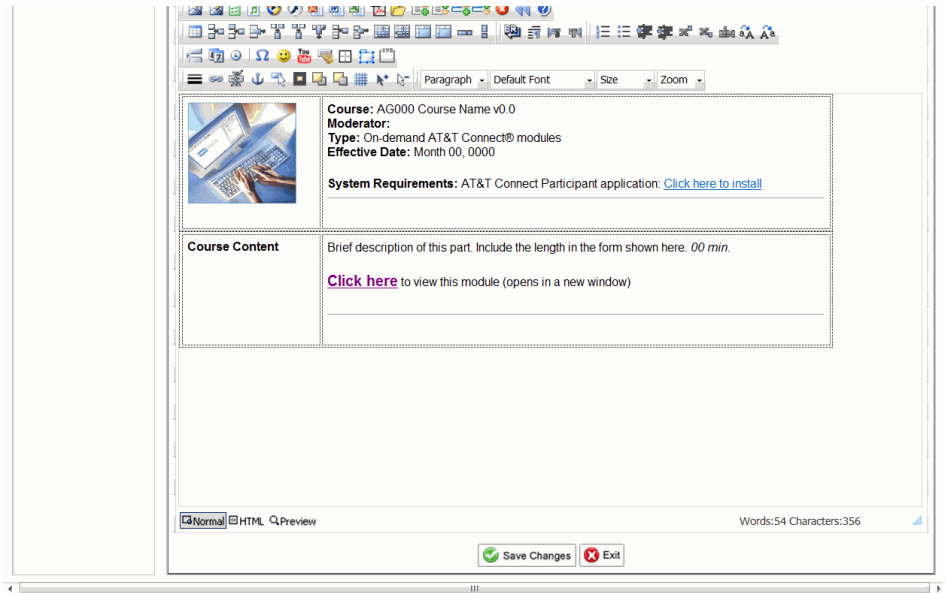 Paragraph Default Font Size Zoom
Course: AG000 Course Name v0.0
Moderator:
Type: On-demand AT&T Connect® modules
Effective Date: Month 00, 0000
System Requirements: AT&T Connect Participant application: Click here to install
Course Content
Brief description of this part. Include the length in the form shown here. 00 min.
Click here to view this module (opens in a new window)
Normal HTML Preview
Words:54 Characters:356
Save Changes Exit